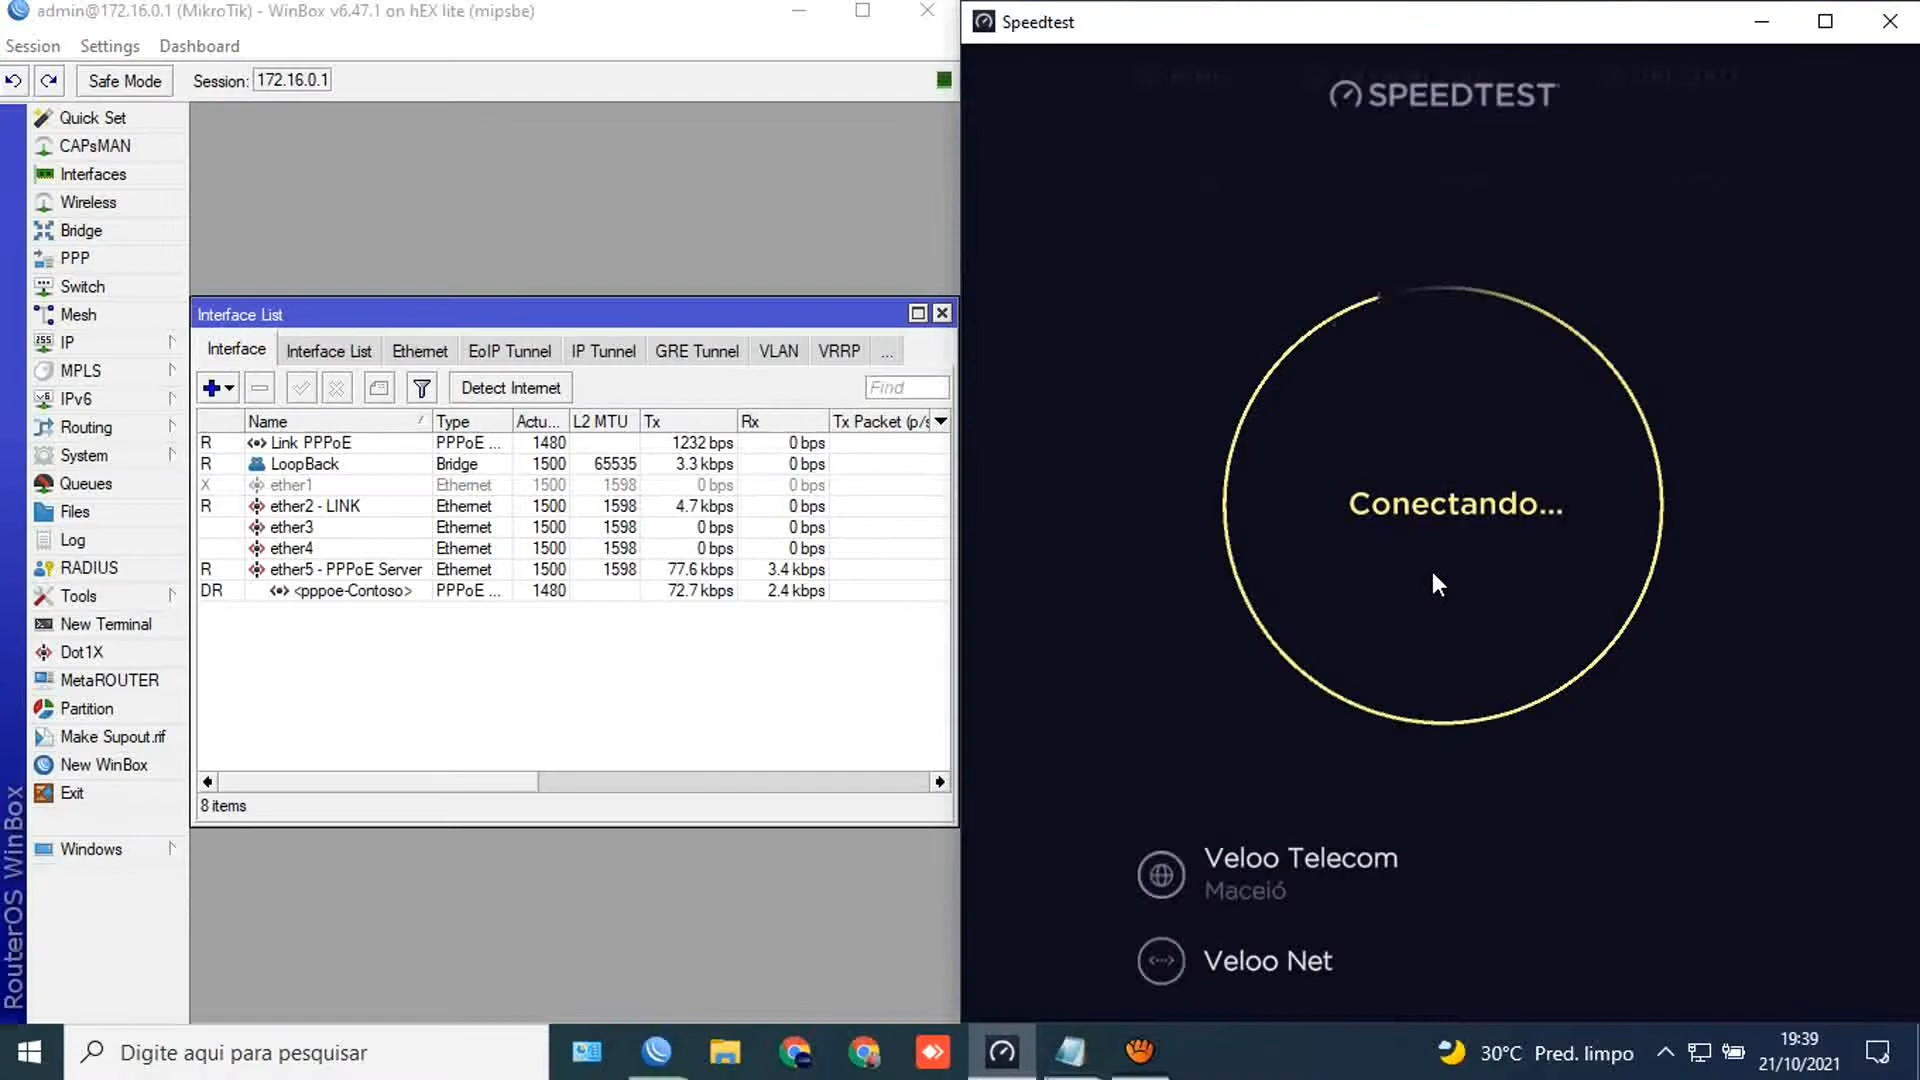 admin@172.16.0.1 (MikroTik) - WinBox v6.47.1 on hEX lite (mipsbe)
Session Settings Dashboard
Safe Mode Session: 172.16.0.1
Quick Set
CAPsMAN
Interfaces
Wireless
Bridge
PPP
Switch
Mesh
IP
MPLS
IPv6
Routing
System
Queues
Files
Log
RADIUS
Tools
New Terminal
Dot1X
MetaROUTER
Partition
Make Supout.rif
New WinBox
Exit
Windows
RouterOS WinBox
Interface List
Interface Interface List Ethernet EoIP Tunnel IP Tunnel GRE Tunnel VLAN VRRP ...
Detect Internet Find
Name Type Actu... L2 MTU Tx Rx Tx Packet (p/s
R Link PPPoE PPPoE ... 1480 1232 bps 0 bps
R LoopBack Bridge 1500 65535 3.3 kbps 0 bps
X ether1 Ethernet 1500 1598 0 bps 0 bps
R ether2 - LINK Ethernet 1500 1598 4.7 kbps 0 bps
ether3 Ethernet 1500 1598 0 bps 0 bps
ether4 Ethernet 1500 1598 0 bps 0 bps
R ether5 - PPPoE Server Ethernet 1500 1598 77.6 kbps 3.4 kbps
DR <pppoe-Contoso> PPPoE ... 1480 72.7 kbps 2.4 kbps
8 items
Speedtest
SPEEDTEST
Conectando...
Veloo Telecom
Maceió
Veloo Net
Digite aqui para pesquisar
30°C Pred. limpo
19:39
21/10/2021